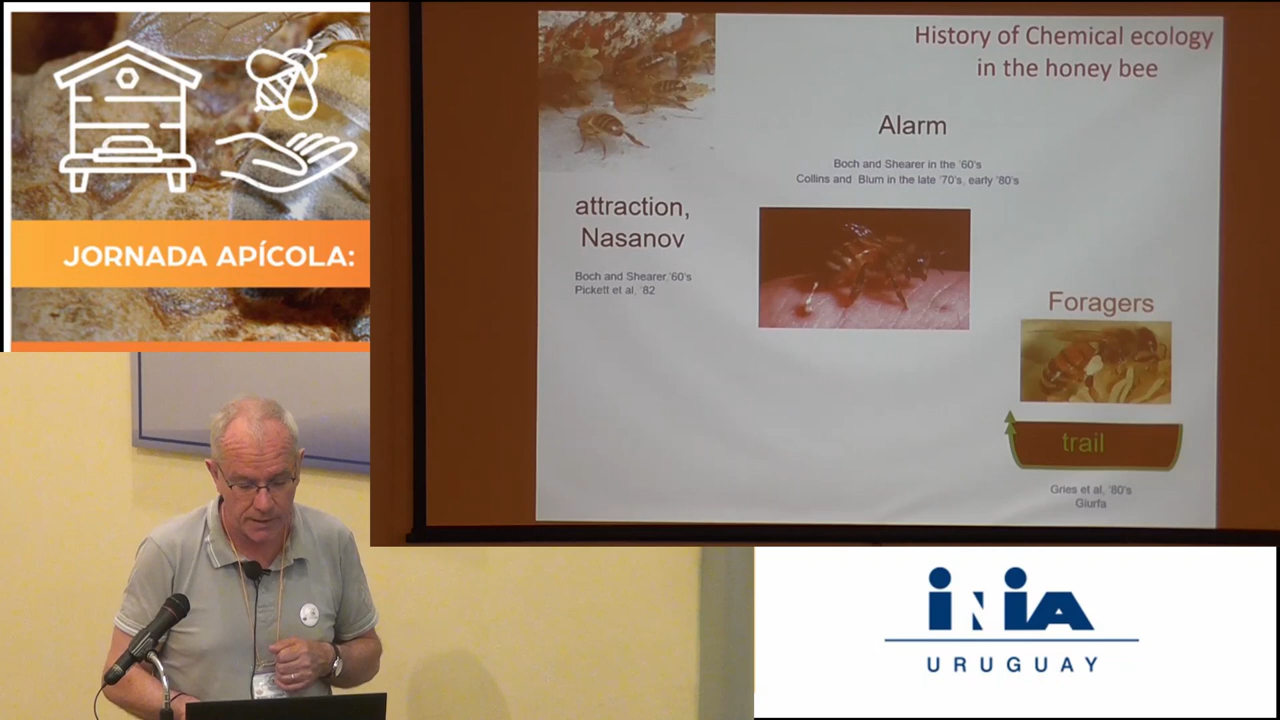 JORNADA APÍCOLA:
History of Chemical ecology
in the honey bee
Alarm
Boch and Shearer in the '60's
Collins and Blum in the late '70's, early '80's
attraction,
Nasanov
Boch and Shearer, '60's
Pickett et al, '82
Foragers
trail
Gries et al, '80's
Giurfa
INIA
URUGUAY